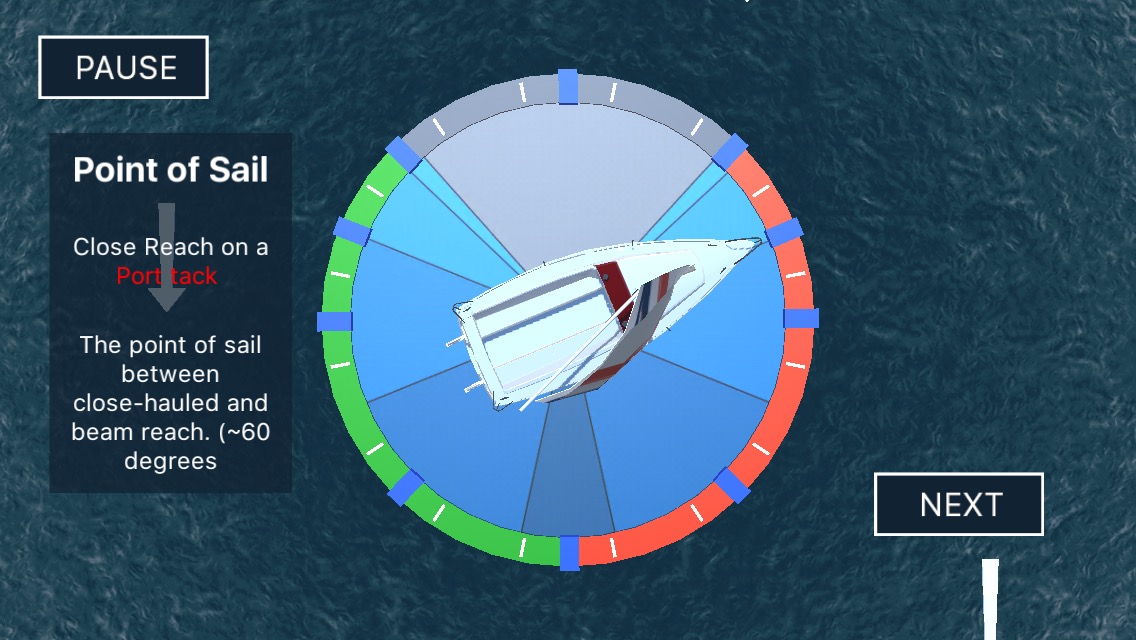 PAUSE
Point of Sail
Close Reach on a
Port tack
The point of sail
between
close-hauled and
beam reach. (~60
degrees
NEXT